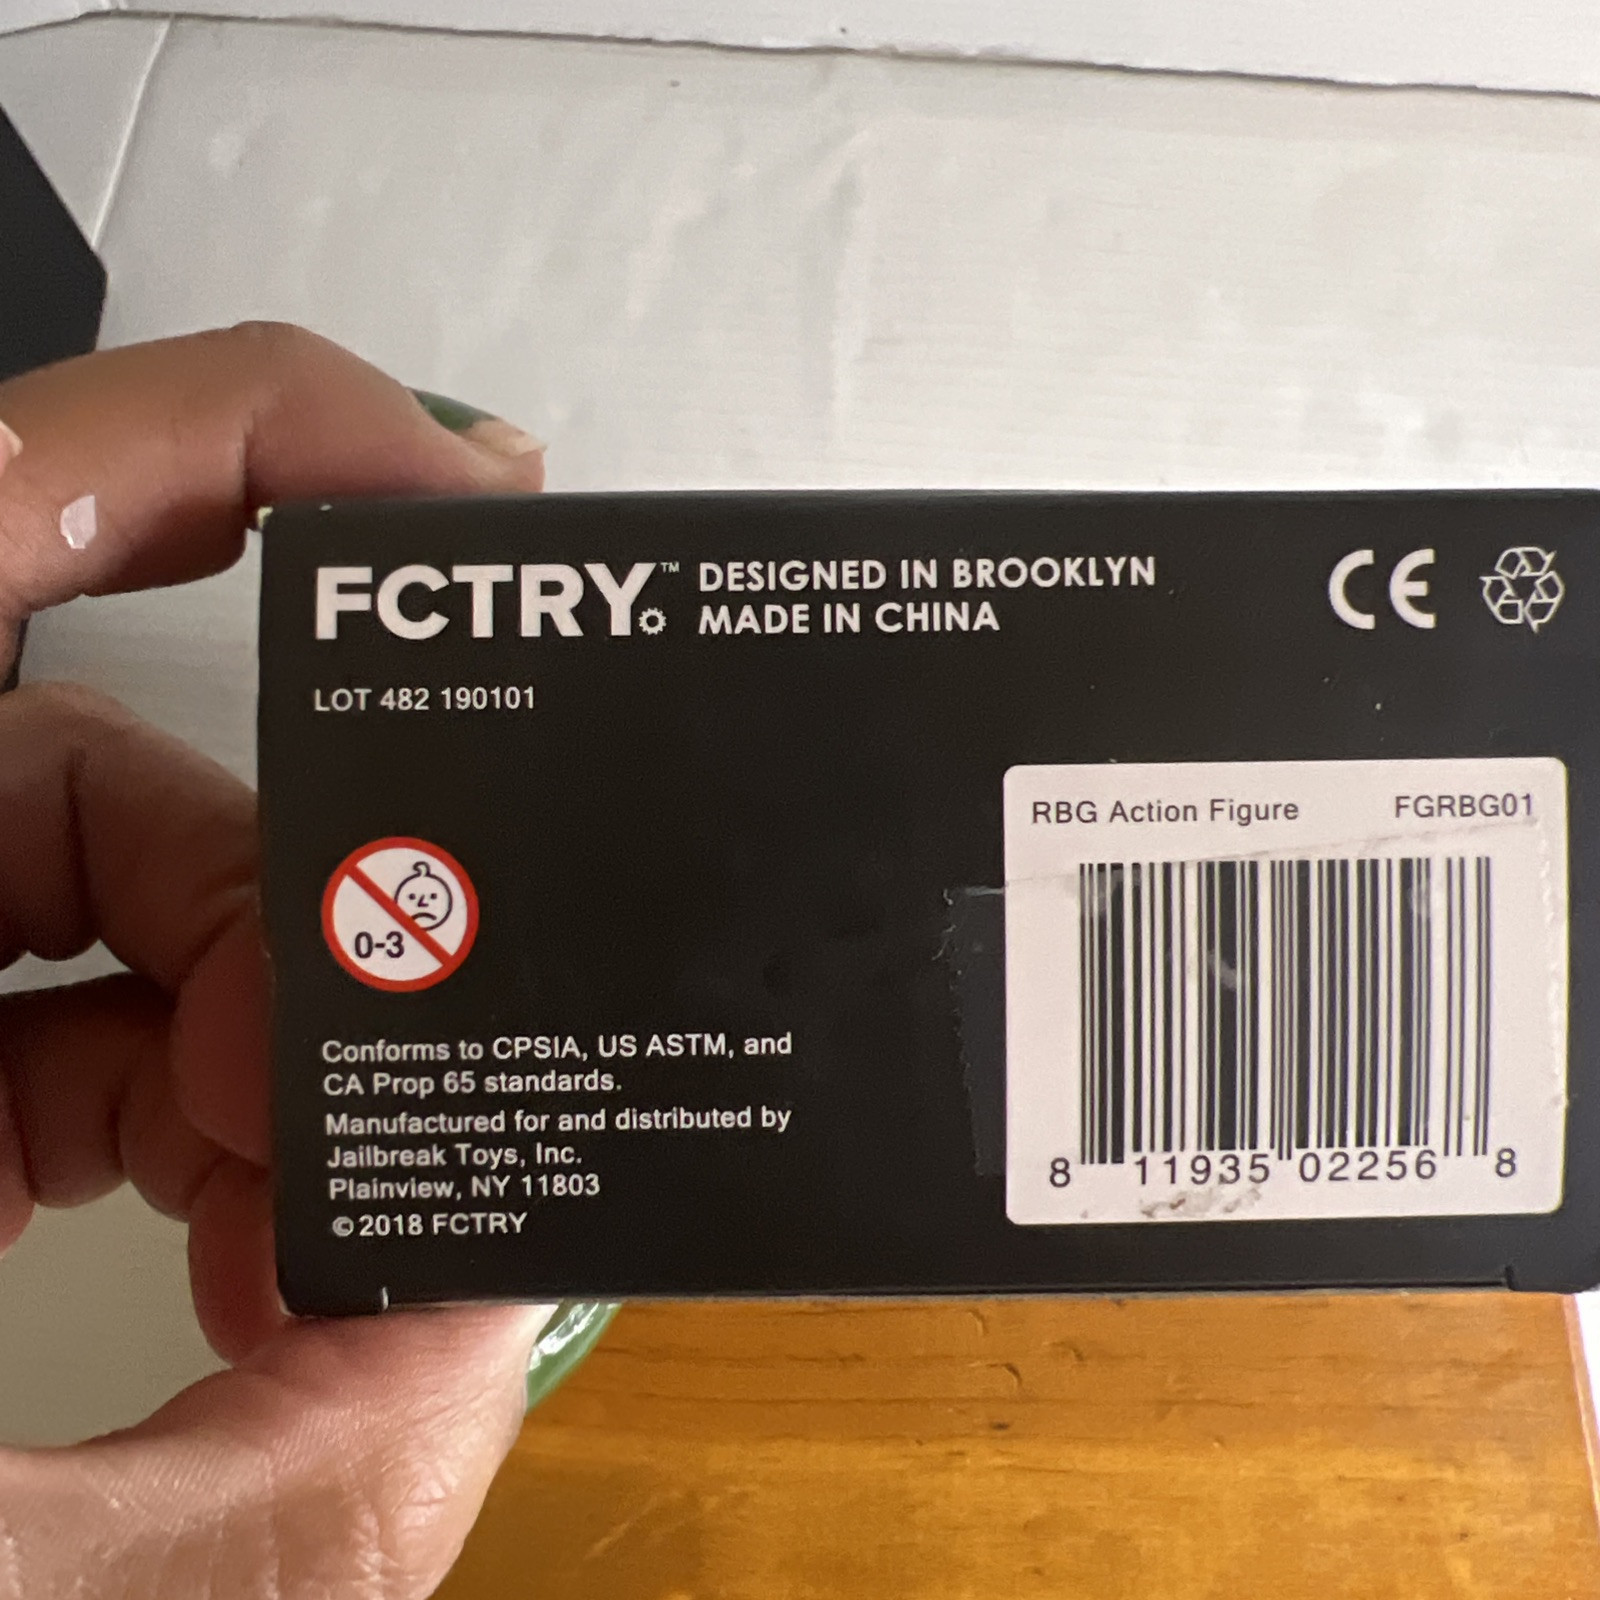 FCTRY™ DESIGNED IN BROOKLYN
MADE IN CHINA
CE
LOT 482 190101
RBG Action Figure FGRBG01
0-3
Conforms to CPSIA, US ASTM, and
CA Prop 65 standards.
Manufactured for and distributed by
Jailbreak Toys, Inc.
Plainview, NY 11803
©2018 FCTRY
8 11935 02256 8